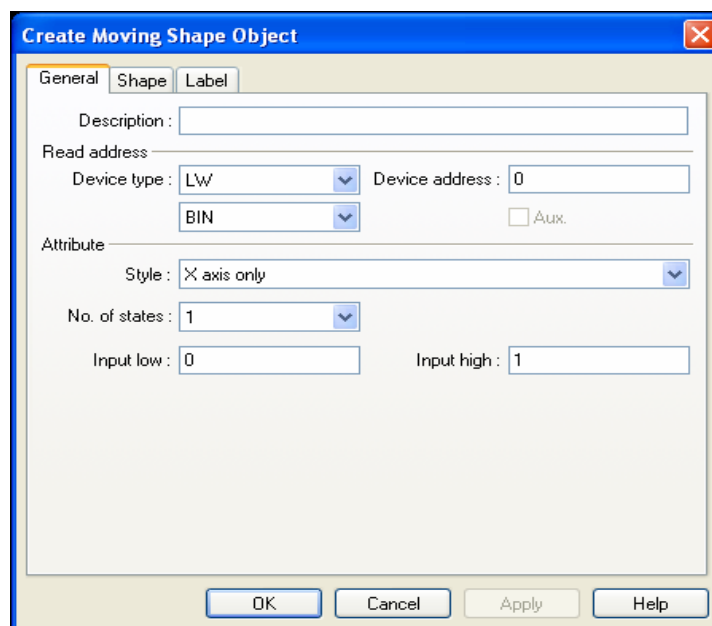 Create Moving Shape Object
General Shape Label
Description :
Read address
Device type : LW Device address : 0
BIN Aux.
Attribute
Style : X axis only
No. of states : 1
Input low : 0 Input high : 1
OK Cancel Apply Help